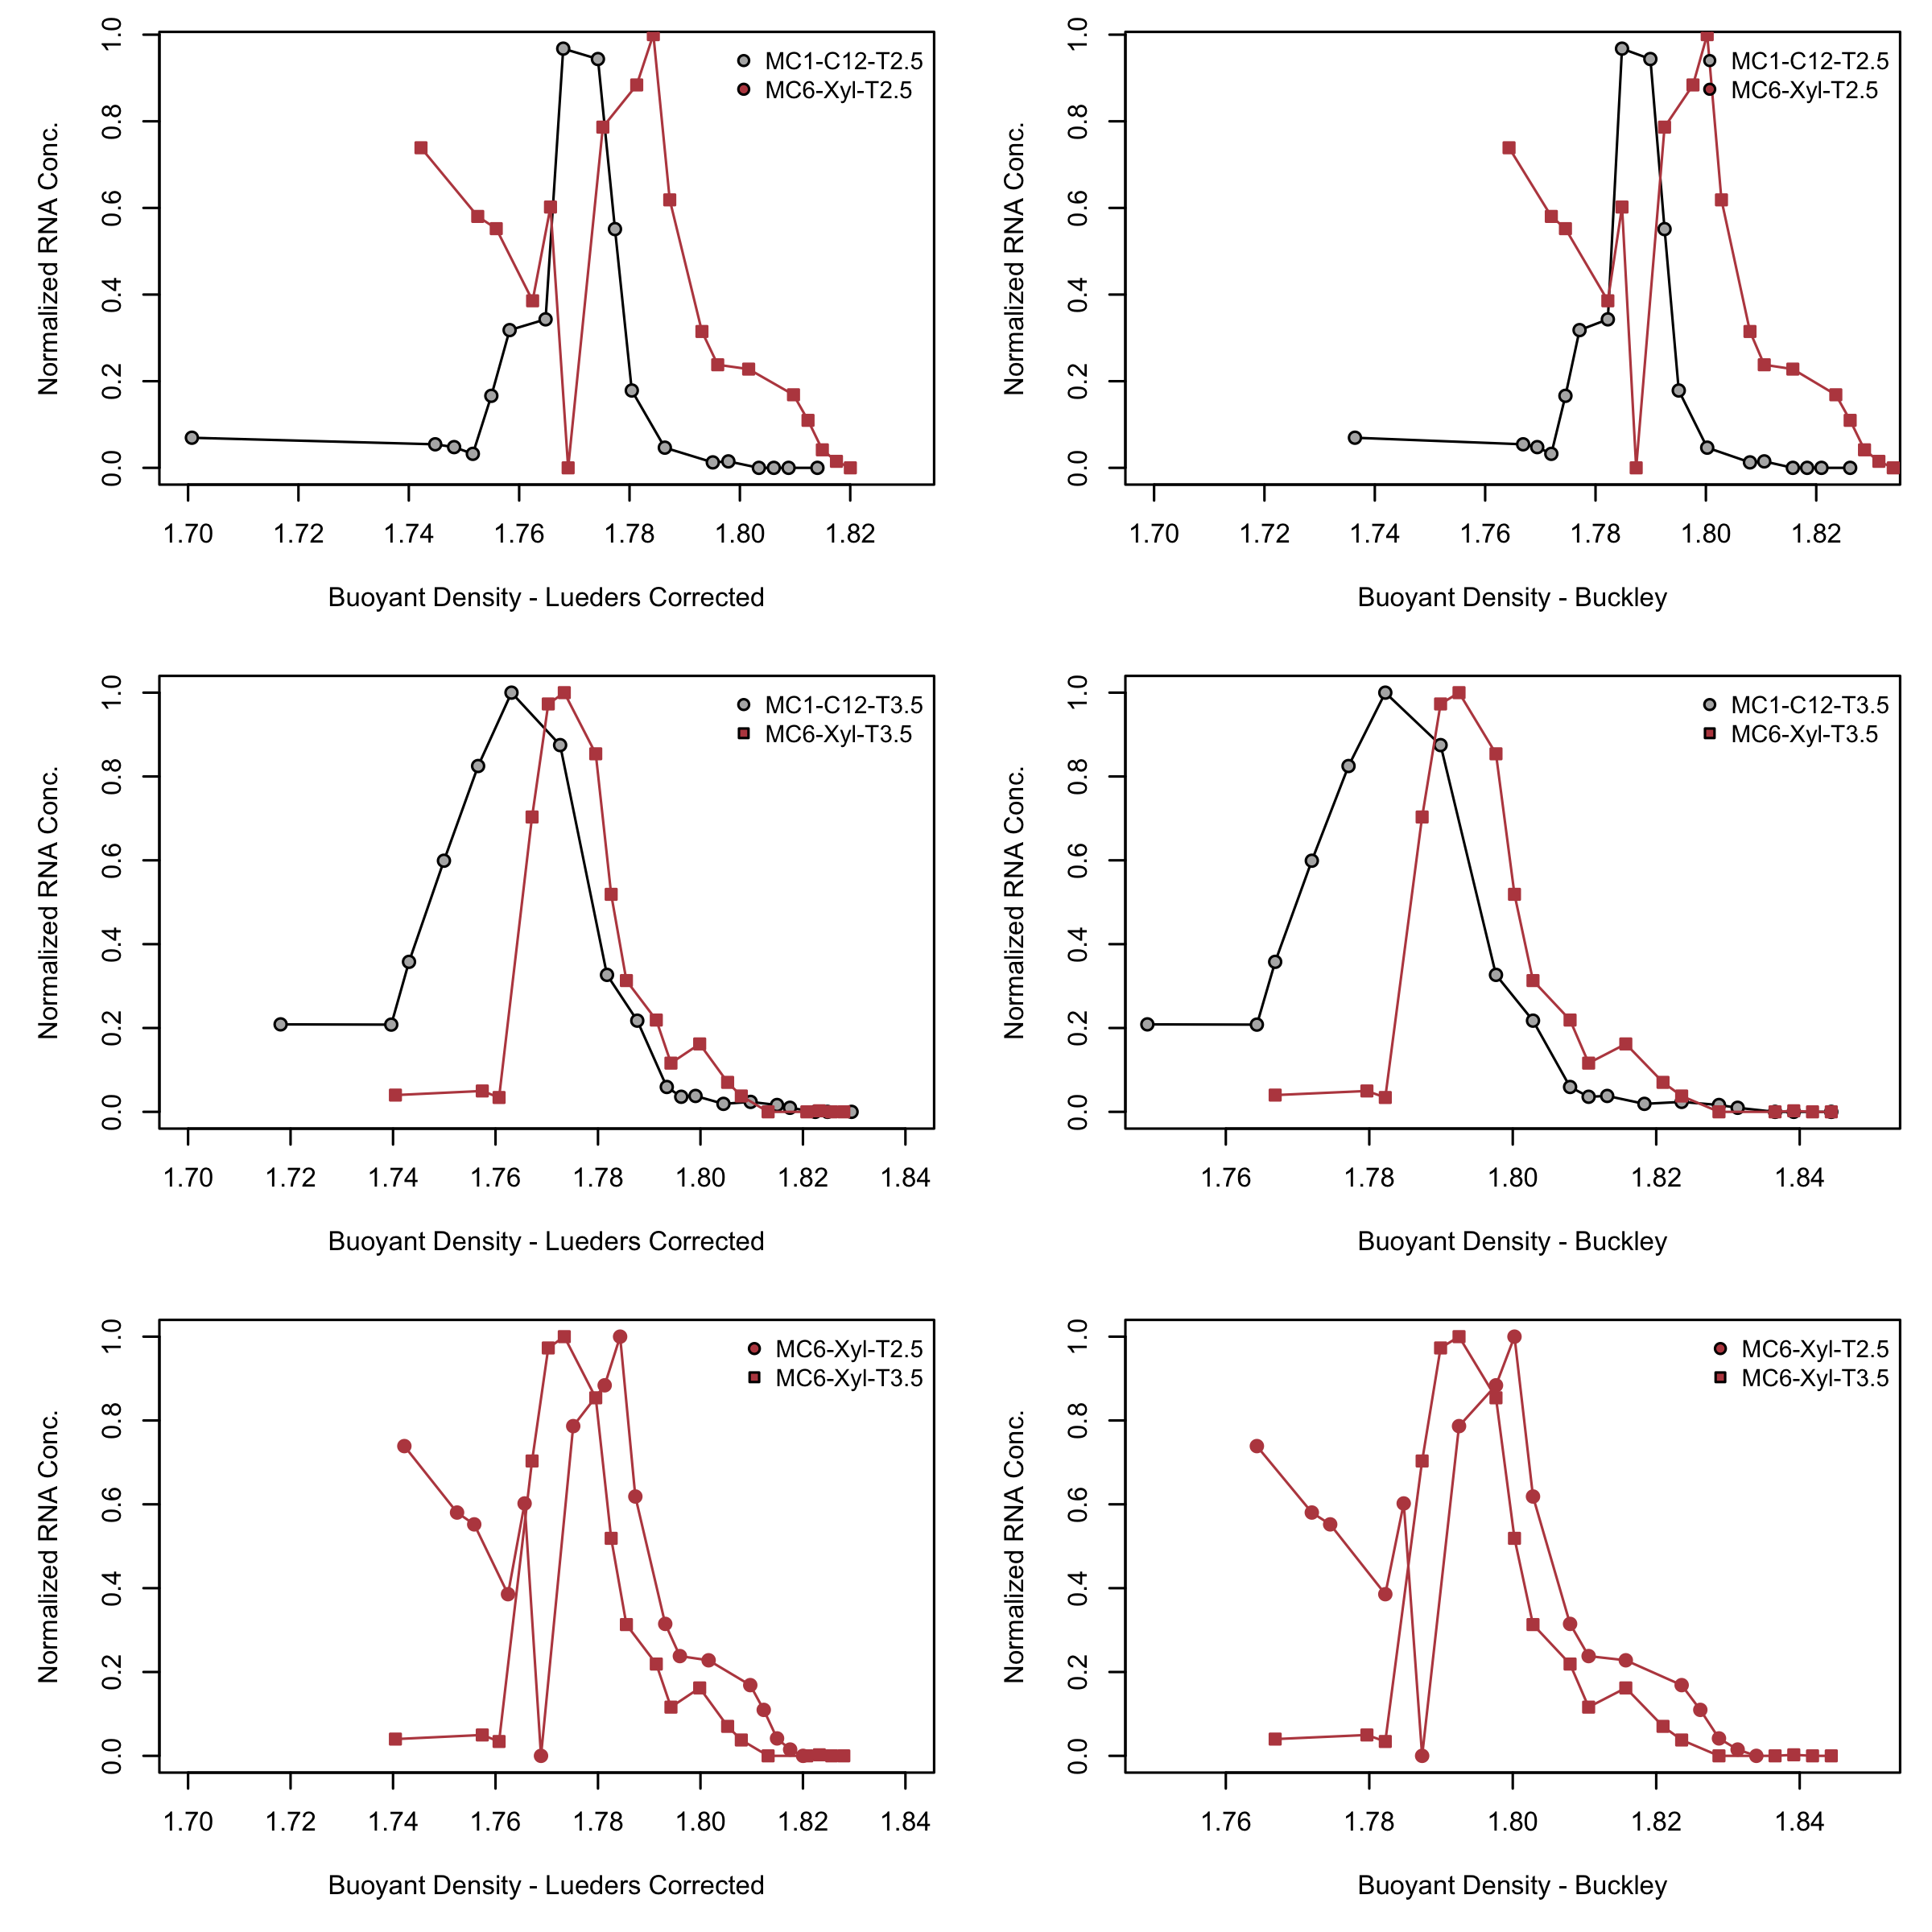 MC1-C12-T2.5
MC6-Xyl-T2.5
Normalized RNA Conc.
1.0
0.8
0.6
0.4
0.2
0.0
1.70 1.72 1.74 1.76 1.78 1.80 1.82
Buoyant Density - Lueders Corrected
MC1-C12-T2.5
MC6-Xyl-T2.5
Normalized RNA Conc.
1.0
0.8
0.6
0.4
0.2
0.0
1.70 1.72 1.74 1.76 1.78 1.80 1.82
Buoyant Density - Buckley
MC1-C12-T3.5
MC6-Xyl-T3.5
Normalized RNA Conc.
1.0
0.8
0.6
0.4
0.2
0.0
1.70 1.72 1.74 1.76 1.78 1.80 1.82 1.84
Buoyant Density - Lueders Corrected
MC1-C12-T3.5
MC6-Xyl-T3.5
Normalized RNA Conc.
1.0
0.8
0.6
0.4
0.2
0.0
1.76 1.78 1.80 1.82 1.84
Buoyant Density - Buckley
MC6-Xyl-T2.5
MC6-Xyl-T3.5
Normalized RNA Conc.
1.0
0.8
0.6
0.4
0.2
0.0
1.70 1.72 1.74 1.76 1.78 1.80 1.82 1.84
Buoyant Density - Lueders Corrected
MC6-Xyl-T2.5
MC6-Xyl-T3.5
Normalized RNA Conc.
1.0
0.8
0.6
0.4
0.2
0.0
1.76 1.78 1.80 1.82 1.84
Buoyant Density - Buckley